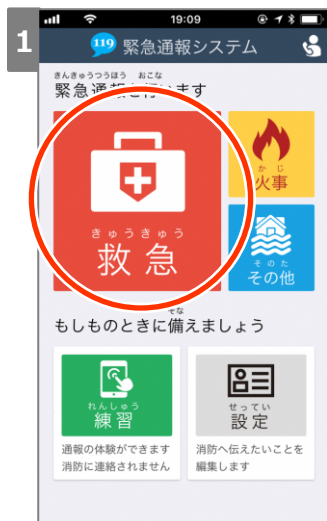 1
19:09
119 緊急通報システム
きんきゅうつうほう おこな
緊急通報を行います
きゅうきゅう
救急
かじ
火事
そのた
その他
そな
もしものときに備えましょう
れんしゅう
練習
通報の体験ができます
消防に連絡されません
せってい
設定
消防へ伝えたいことを
編集します